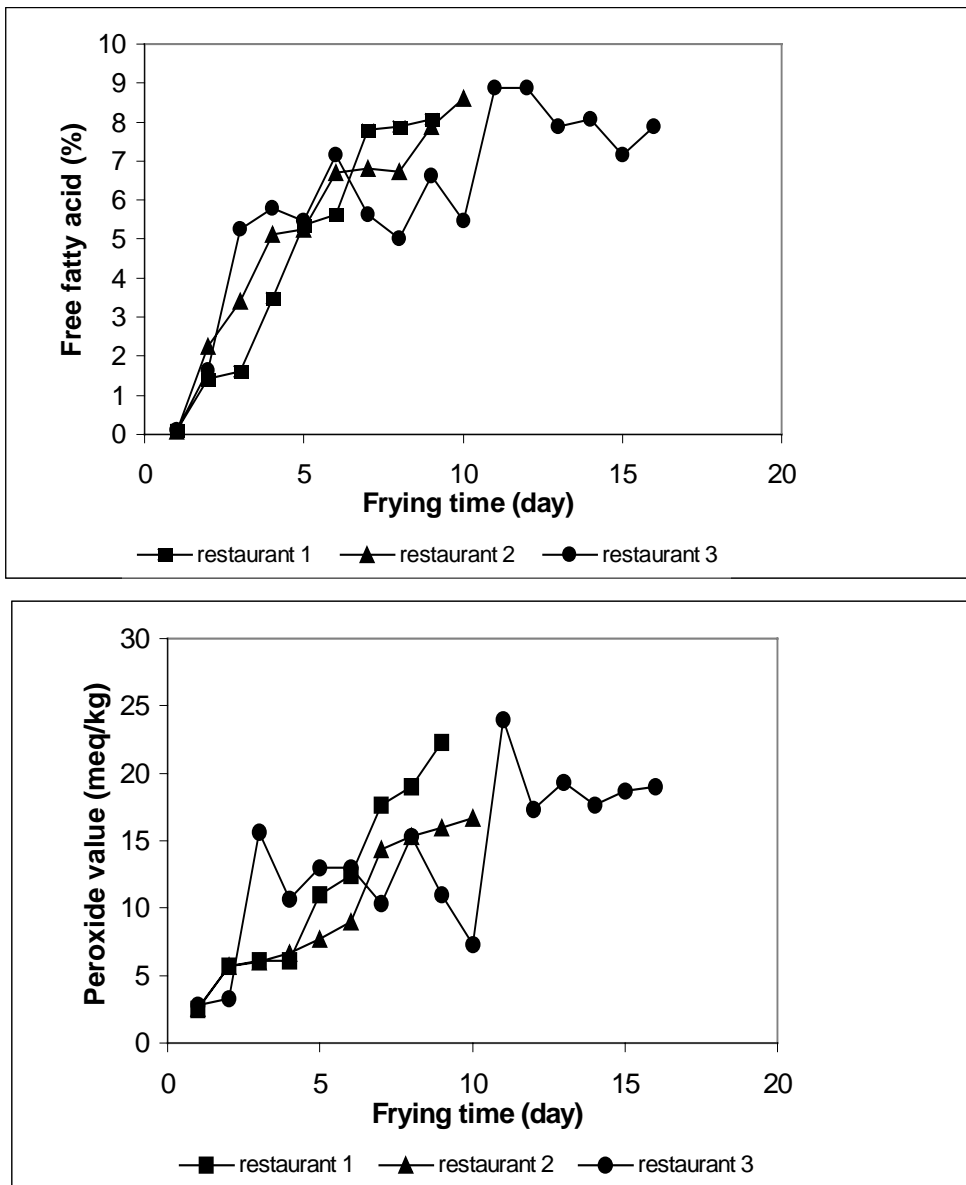 10
9
8
7
6
5
4
3
2
1
0
Free fatty acid (%)
0 5 10 15 20
Frying time (day)
restaurant 1 restaurant 2 restaurant 3
30
25
20
15
10
5
0
Peroxide value (meq/kg)
0 5 10 15 20
Frying time (day)
restaurant 1 restaurant 2 restaurant 3